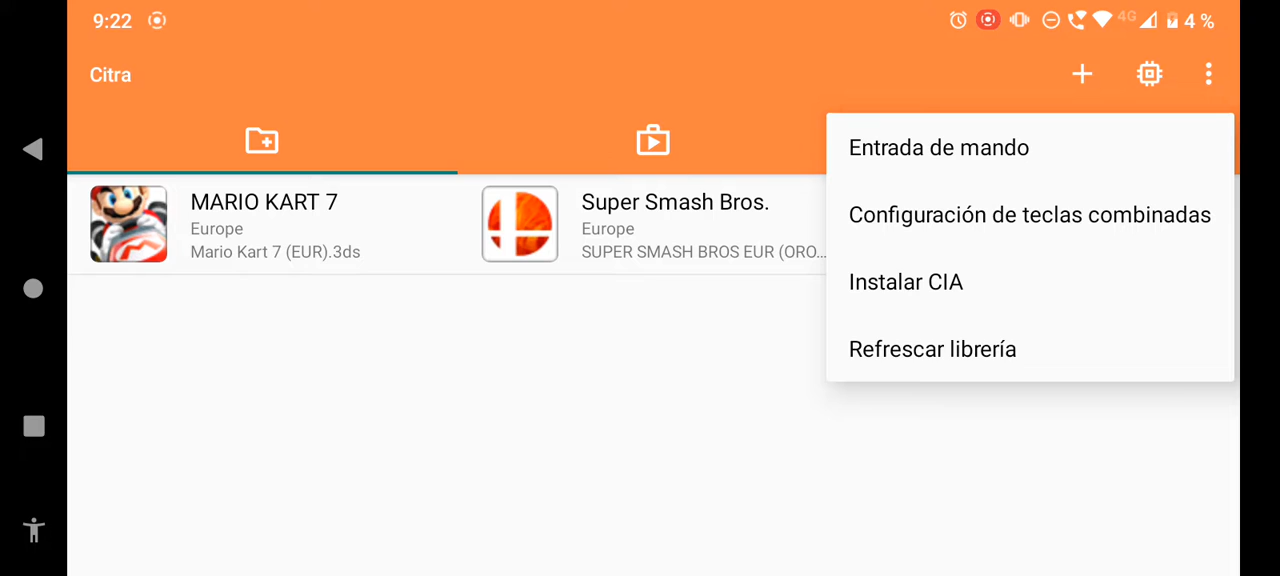 9:22
4G
4 %
Citra
Entrada de mando
Configuración de teclas combinadas
Instalar CIA
Refrescar librería
MARIO KART 7
Europe
Mario Kart 7 (EUR).3ds
Super Smash Bros.
Europe
SUPER SMASH BROS EUR (ORO...